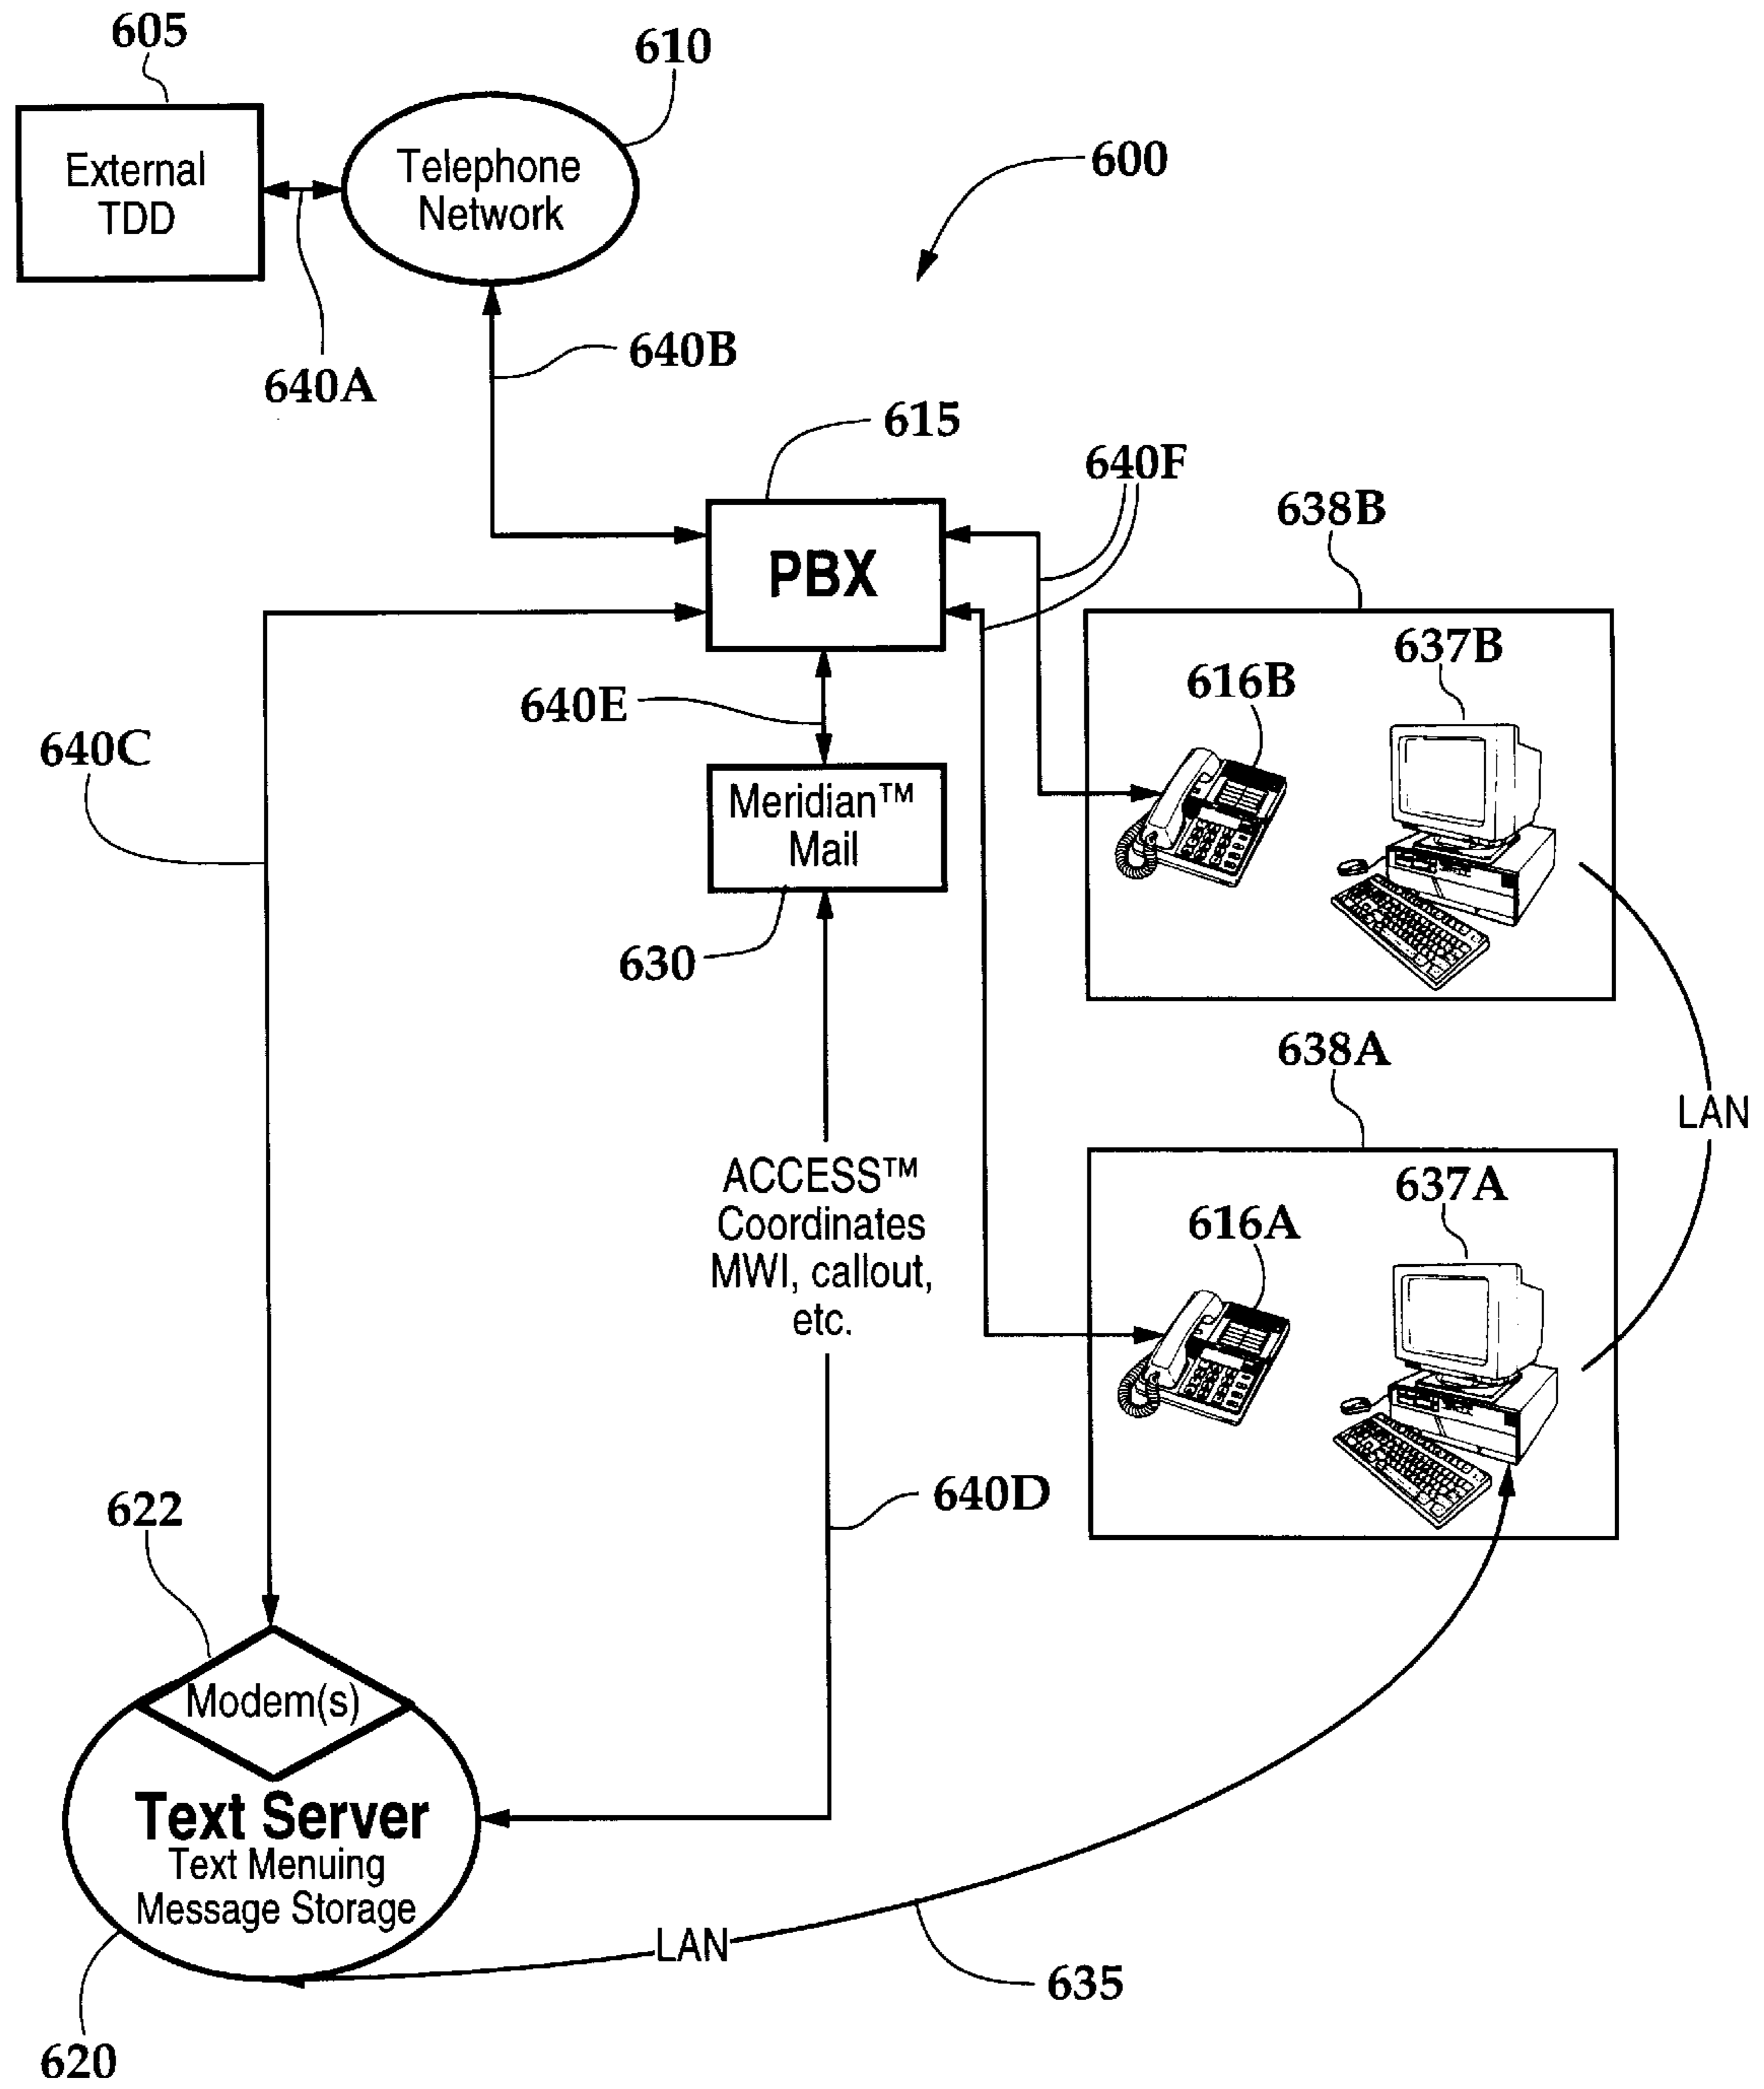 605
610
External
TDD
Telephone
Network
600
640A
640B
615
640F
638B
PBX
637B
616B
640E
640C
Meridian™
Mail
630
638A
LAN
ACCESS™
Coordinates
MWI, callout,
etc.
637A
616A
640D
622
Modem(s)
Text Server
Text Menuing
Message Storage
LAN
635
620